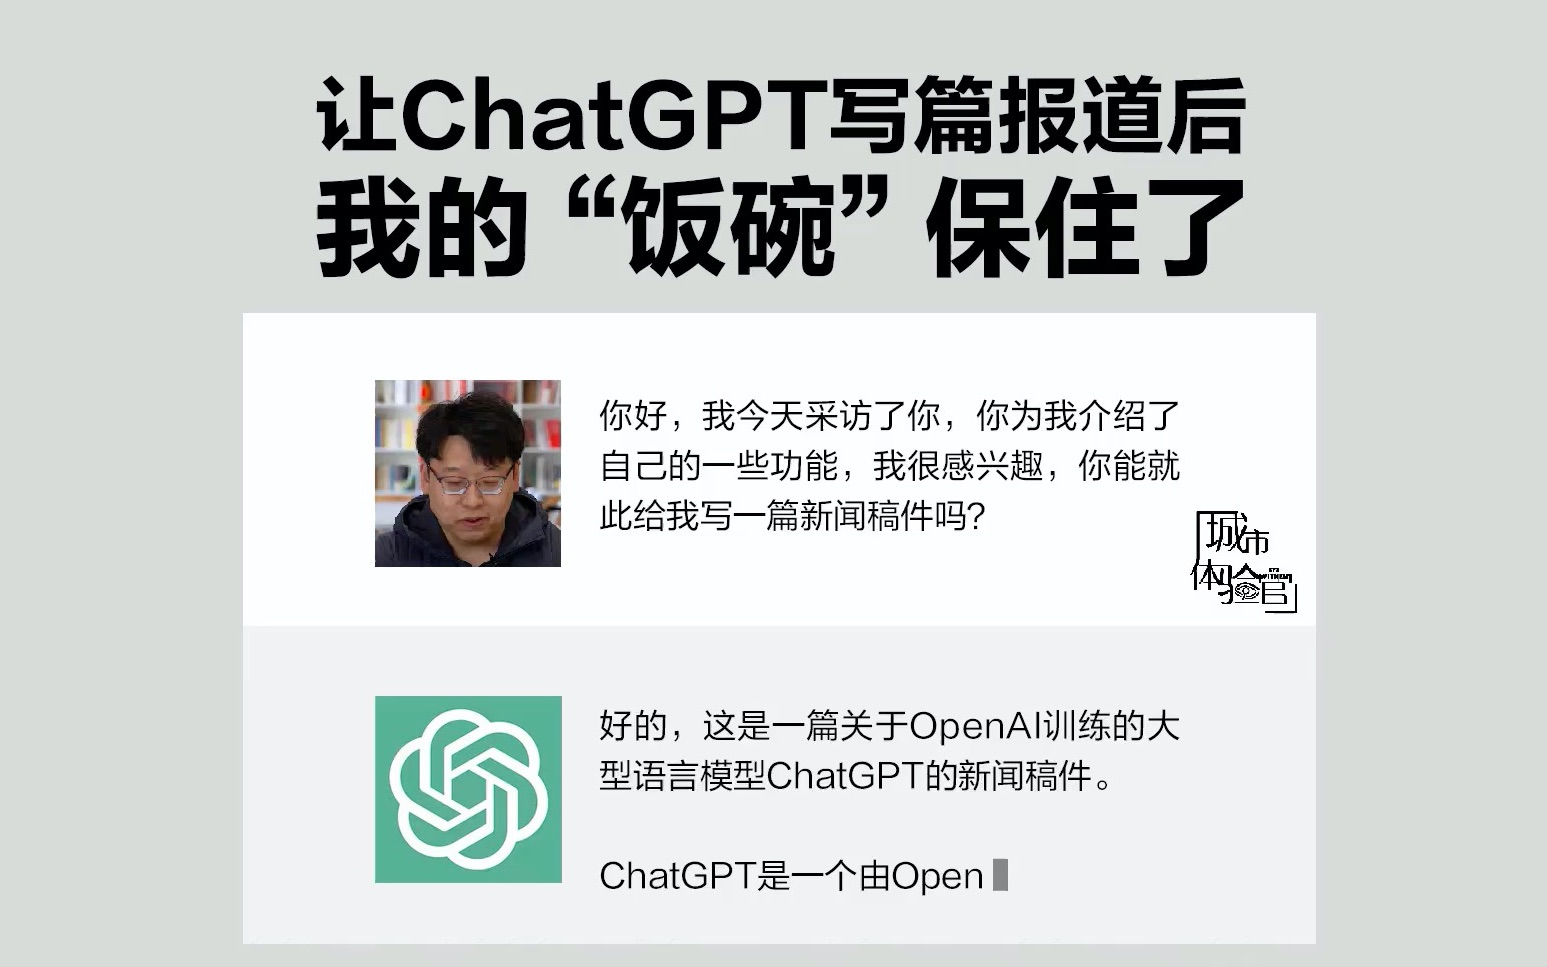 让ChatGPT写篇报道后
我的“饭碗”保住了
你好，我今天采访了你，你为我介绍了
自己的一些功能，我很感兴趣，你能就
此给我写一篇新闻稿件吗？
城市
体验官
好的，这是一篇关于OpenAI训练的大
型语言模型ChatGPT的新闻稿件。
ChatGPT是一个由Open